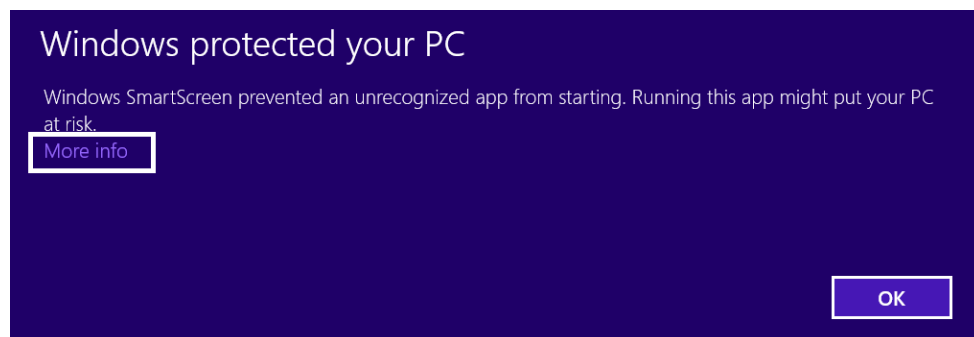 Windows protected your PC
Windows SmartScreen prevented an unrecognized app from starting. Running this app might put your PC
at risk.
More info
OK